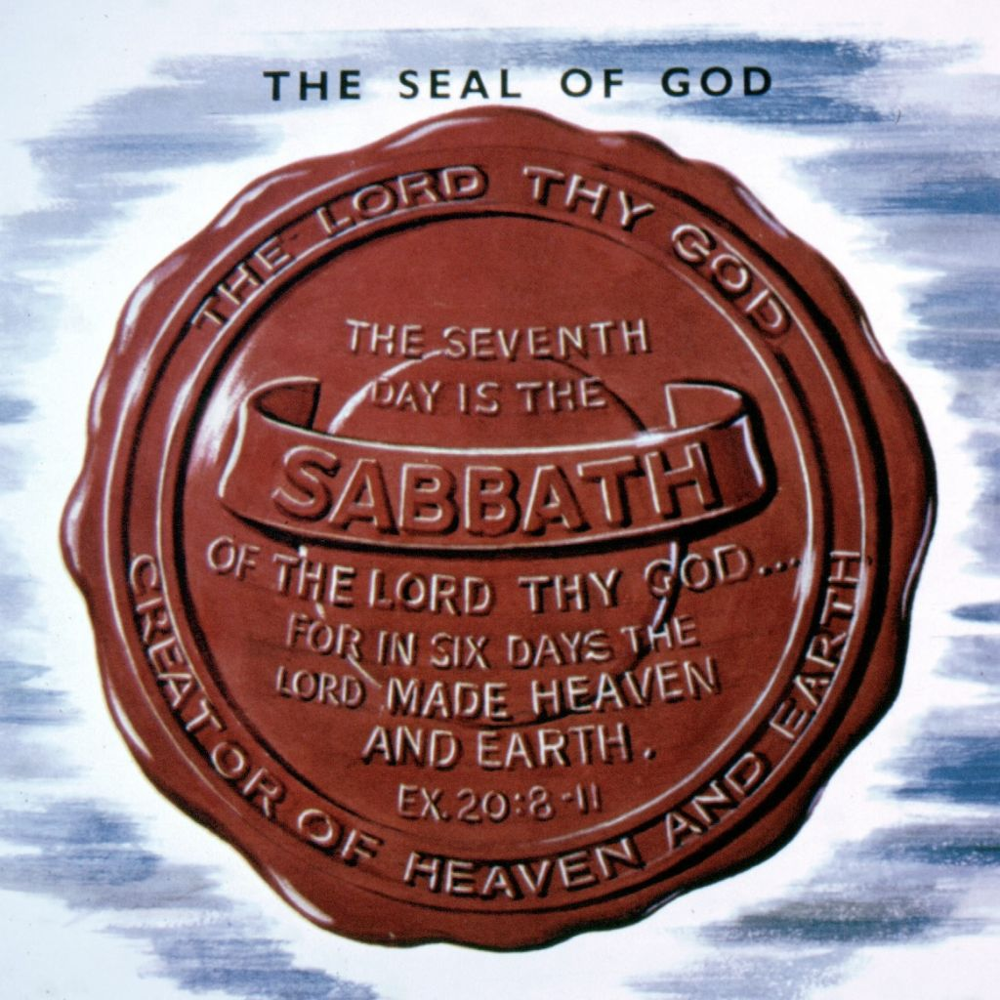 THE SEAL OF GOD
THE LORD THY GOD
THE SEVENTH
DAY IS THE
SABBATH
OF THE LORD THY GOD...
FOR IN SIX DAYS THE
LORD MADE HEAVEN
AND EARTH.
EX. 20:8-11
CREATOR OF HEAVEN AND EARTH